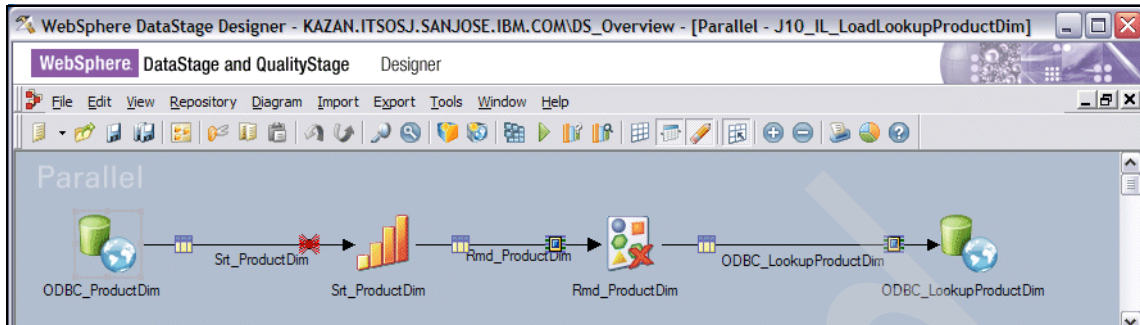 WebSphere DataStage Designer - KAZAN.ITSOSJ.SANJOSE.IBM.COM\DS_Overview - [Parallel - J10_IL_LoadLookupProductDim]
WebSphere. DataStage and QualityStage Designer
File Edit View Repository Diagram Import Export Tools Window Help
Parallel
Srt_ProductDim Rmd_ProductDim ODBC_LookupProductDim
ODBC_ProductDim Srt_ProductDim Rmd_ProductDim ODBC_LookupProductDim